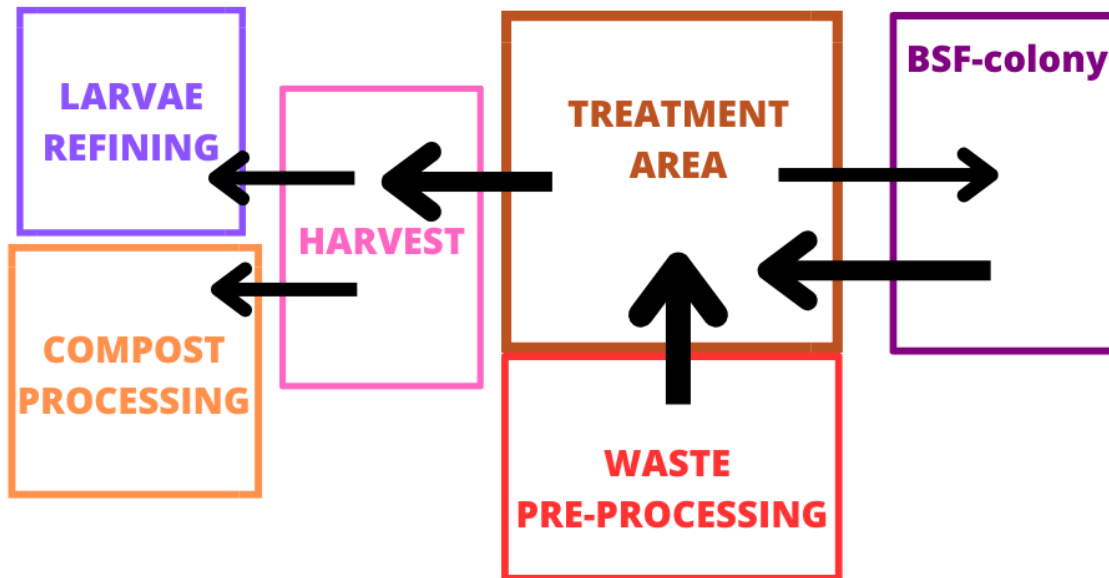 LARVAE
REFINING
TREATMENT
AREA
BSF-colony
HARVEST
COMPOST
PROCESSING
WASTE
PRE-PROCESSING